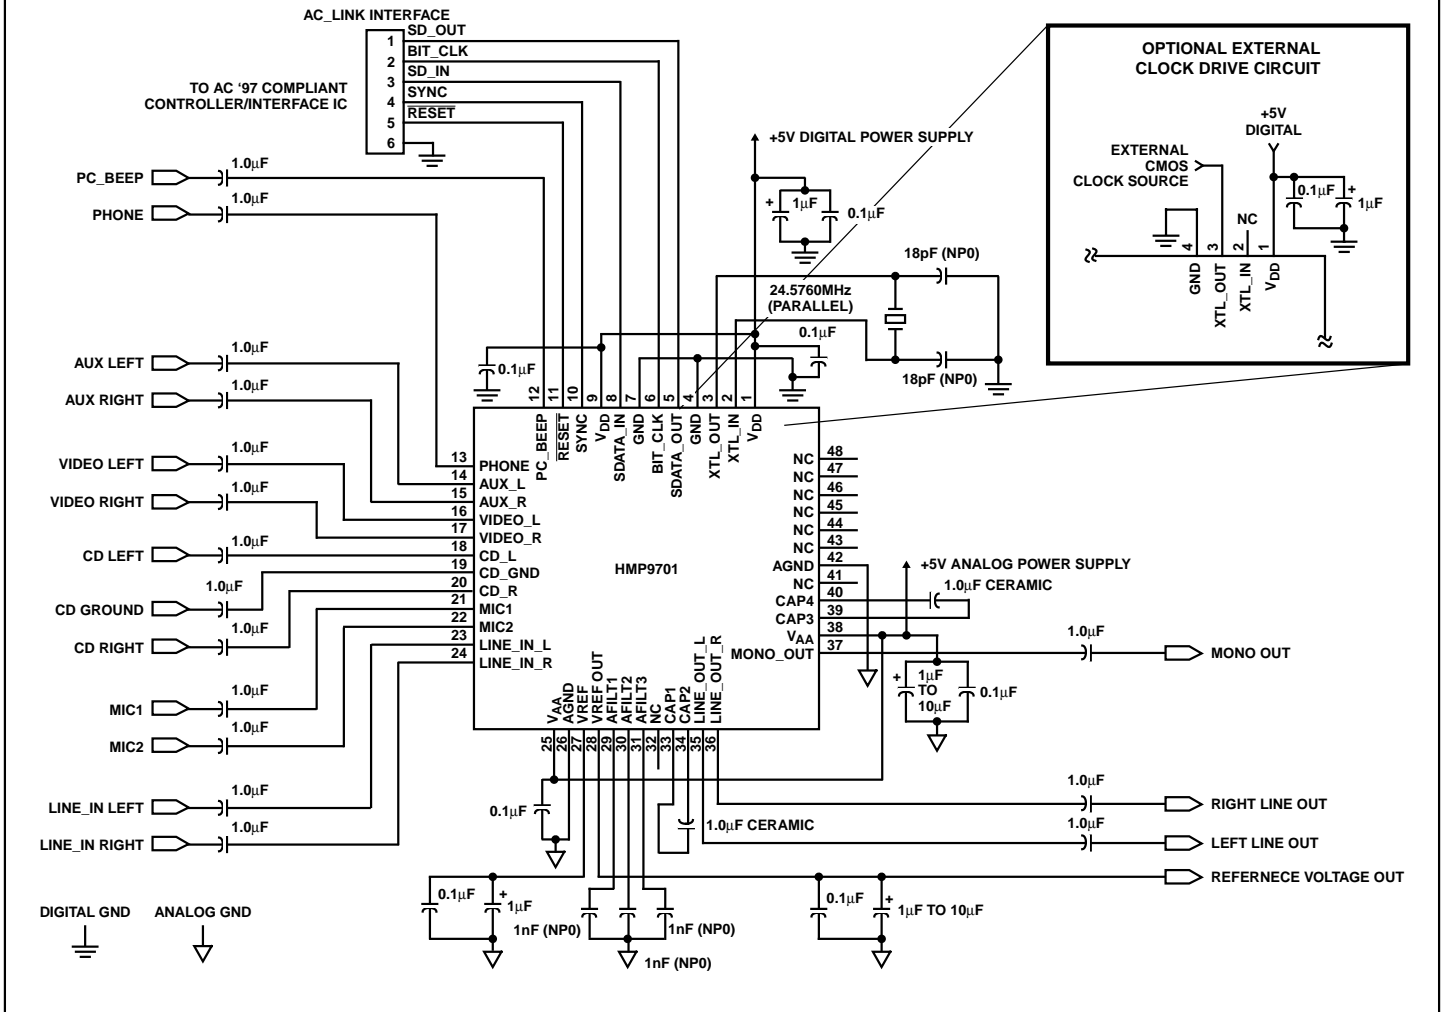 AC_LINK INTERFACE
1 SD_OUT
2 BIT_CLK
3 SD_IN
4 SYNC
5 RESET
6
TO AC ‘97 COMPLIANT
CONTROLLER/INTERFACE IC
PC_BEEP 1.0µF
PHONE 1.0µF
AUX LEFT 1.0µF
AUX RIGHT 1.0µF
VIDEO LEFT 1.0µF
VIDEO RIGHT 1.0µF
CD LEFT 1.0µF
CD GROUND 1.0µF
CD RIGHT 1.0µF
MIC1 1.0µF
MIC2 1.0µF
LINE_IN LEFT 1.0µF
LINE_IN RIGHT 1.0µF
DIGITAL GND
ANALOG GND
+5V DIGITAL POWER SUPPLY
+ 1µF
0.1µF
18pF (NP0)
24.5760MHz
(PARALLEL)
0.1µF
18pF (NP0)
0.1µF
12 PC_BEEP
11 RESET
10 SYNC
9 VDD
8 SDATA_IN
7 GND
6 BIT_CLK
5 SDATA_OUT
4 GND
3 XTL_OUT
2 XTL_IN
1 VDD
13 PHONE
14 AUX_L
15 AUX_R
16 VIDEO_L
17 VIDEO_R
18 CD_L
19 CD_GND
20 CD_R
21 MIC1
22 MIC2
23 LINE_IN_L
24 LINE_IN_R
HMP9701
NC 48
NC 47
NC 46
NC 45
NC 44
NC 43
AGND 42
NC 41
CAP4 40
CAP3 39
VAA 38
MONO_OUT 37
VAA 25
AGND 26
VREF 27
VREF OUT 28
AFILT1 29
AFILT2 30
AFILT3 31
NC 32
CAP1 33
CAP2 34
LINE_OUT_L 35
LINE_OUT_R 36
+5V ANALOG POWER SUPPLY
1.0µF CERAMIC
1.0µF
MONO OUT
+ 1µF
TO
10µF
0.1µF
0.1µF
1.0µF CERAMIC
1.0µF
RIGHT LINE OUT
1.0µF
LEFT LINE OUT
REFERNECE VOLTAGE OUT
0.1µF
+
1µF
1nF (NP0)
1nF (NP0)
1nF (NP0)
0.1µF
+
1µF TO 10µF
OPTIONAL EXTERNAL
CLOCK DRIVE CIRCUIT
+5V
DIGITAL
EXTERNAL
CMOS
CLOCK SOURCE
0.1µF
+
1µF
NC
4 GND
3 XTL_OUT
2 XTL_IN
1 VDD